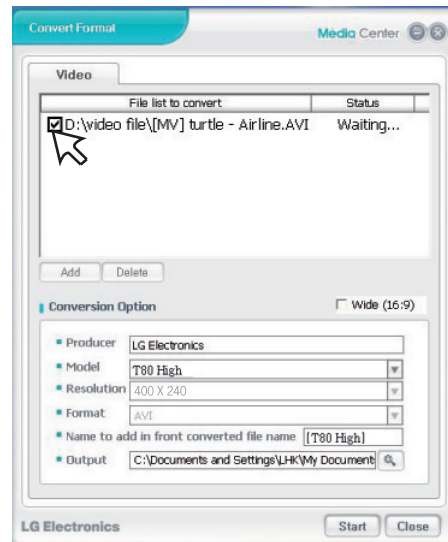 Convert Format
Media Center
Video
File list to convert Status
D:\video file\[MV] turtle - Airline.AVI Waiting...
Add Delete
Conversion Option Wide (16:9)
Producer LG Electronics
Model T80 High
Resolution 400 X 240
Format AVI
Name to add in front converted file name [T80 High]
Output C:\Documents and Settings\LHK\My Document
LG Electronics Start Close